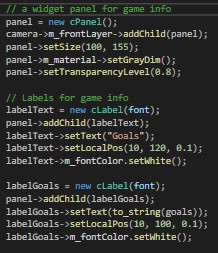 // a widget panel for game info
panel = new cPanel();
camera->m_frontLayer->addChild(panel);
panel->setSize(100, 155);
panel->m_material->setGrayDim();
panel->setTransparencyLevel(0.8);

// Labels for game info
labelText = new cLabel(font);
panel->addChild(labelText);
labelText->setText("Goals");
labelText->setLocalPos(10, 120, 0.1);
labelText->m_fontColor.setWhite();

labelGoals = new cLabel(font);
panel->addChild(labelGoals);
labelGoals->setText(to_string(goals));
labelGoals->setLocalPos(10, 100, 0.1);
labelGoals->m_fontColor.setWhite();